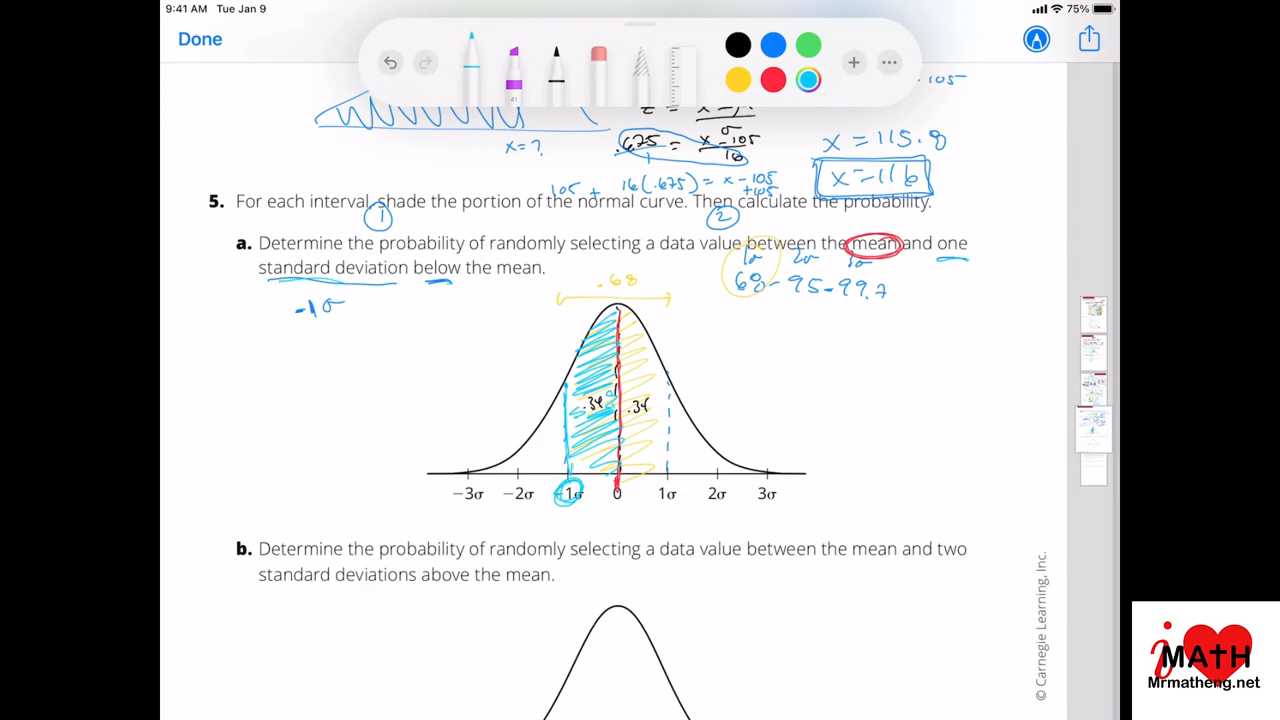 9:41 AM Tue Jan 9
75%
Done
41
105
x = ?
.675 = x - 105
16
x = 115.8
x = 116
105 + 16(.675) = x - 105
+105
5. For each interval, shade the portion of the normal curve. Then calculate the probability.
1
2
a. Determine the probability of randomly selecting a data value between the mean and one
standard deviation below the mean.
1σ 2σ
68 - 95 - 99.7
.68
-1σ
.34 .34
−3σ −2σ −1σ 0 1σ 2σ 3σ
b. Determine the probability of randomly selecting a data value between the mean and two
standard deviations above the mean.
© Carnegie Learning, Inc.
i
MATH
Mrmatheng.net